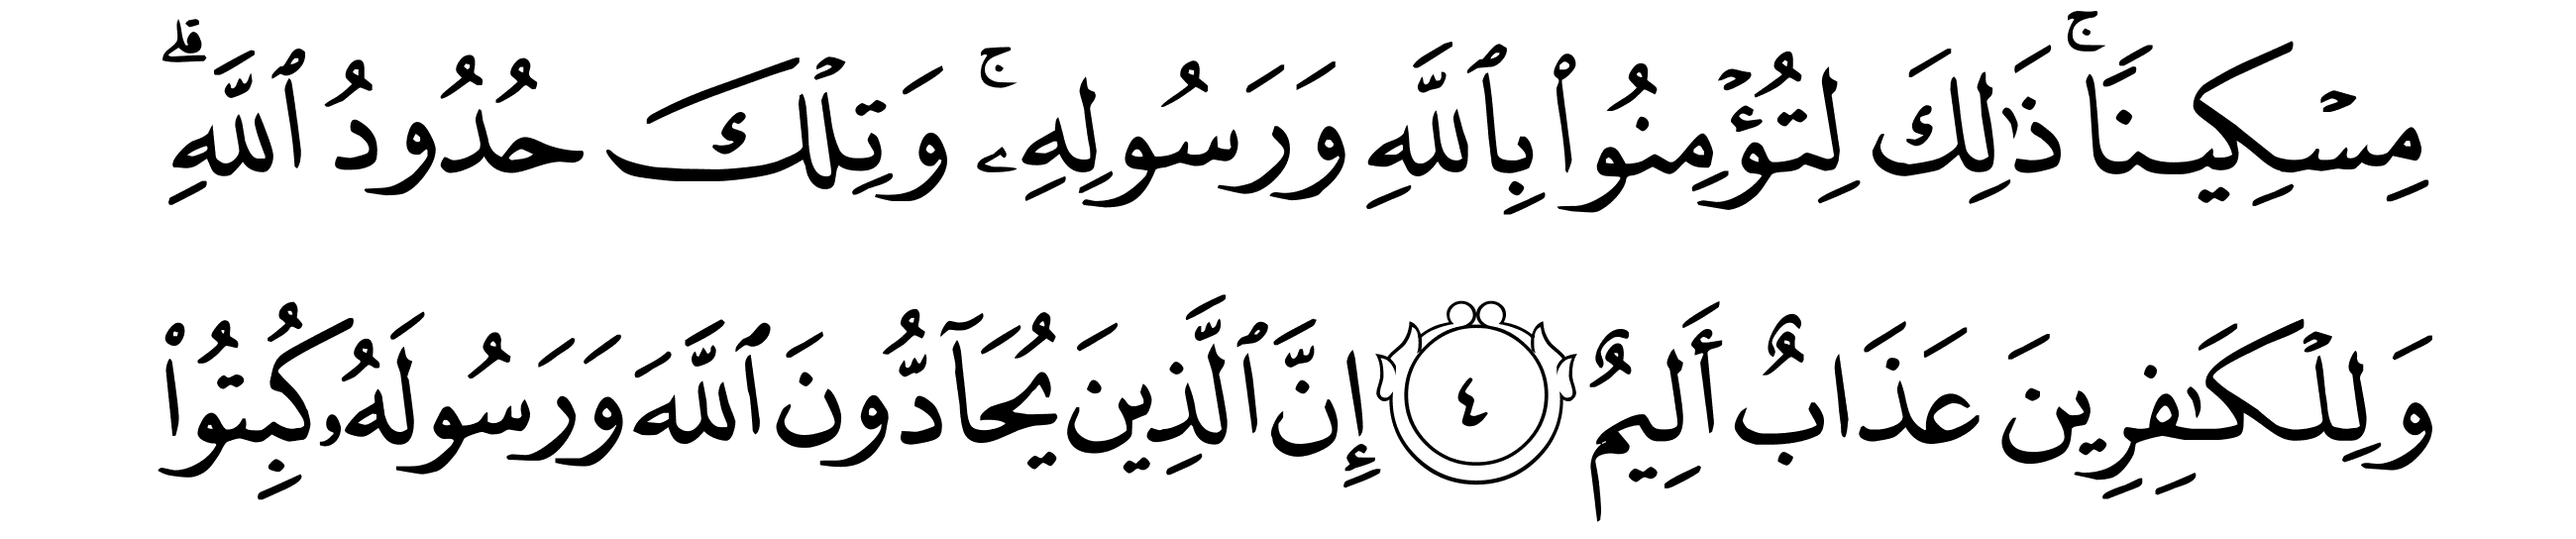 مِسۡكِينٗاۚ ذَٰلِكَ لِتُؤۡمِنُواْ بِٱللَّهِ وَرَسُولِهِۦۚ وَتِلۡكَ حُدُودُ ٱللَّهِۗ
وَلِلۡكَٰفِرِينَ عَذَابٌ أَلِيمٌ ٤ إِنَّ ٱلَّذِينَ يُحَآدُّونَ ٱللَّهَ وَرَسُولَهُۥ كُبِتُواْ